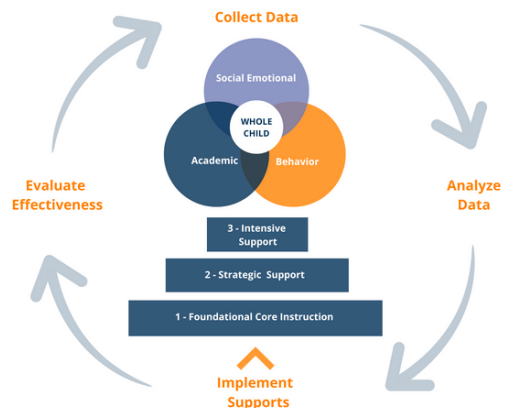 Collect Data
Social Emotional
WHOLE
CHILD
Academic
Behavior
Evaluate
Effectiveness
Analyze
Data
3 - Intensive
Support
2 - Strategic Support
1 - Foundational Core Instruction
Implement
Supports